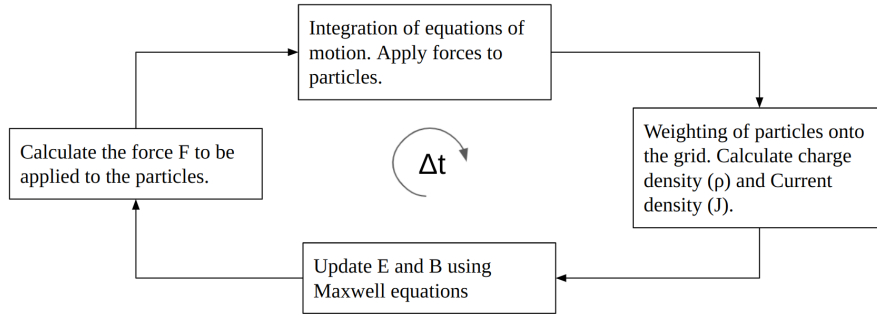 Integration of equations of
motion. Apply forces to
particles.
Weighting of particles onto
the grid. Calculate charge
density (ρ) and Current
density (J).
Update E and B using
Maxwell equations
Calculate the force F to be
applied to the particles.
Δt